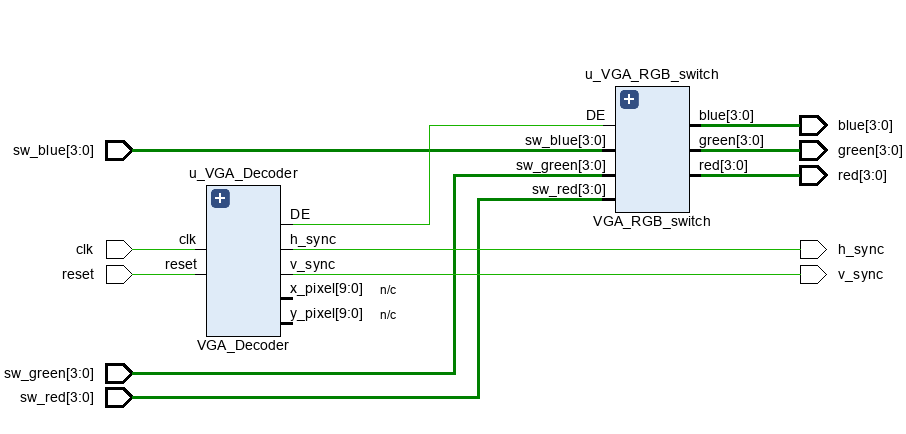 u_VGA_RGB_switch
DE
blue[3:0]
blue[3:0]
sw_blue[3:0]
sw_blue[3:0]
green[3:0]
green[3:0]
sw_green[3:0]
red[3:0]
red[3:0]
u_VGA_Decoder
sw_red[3:0]
VGA_RGB_switch
DE
clk
clk
h_sync
h_sync
reset
reset
v_sync
v_sync
x_pixel[9:0] n/c
y_pixel[9:0] n/c
VGA_Decoder
sw_green[3:0]
sw_red[3:0]